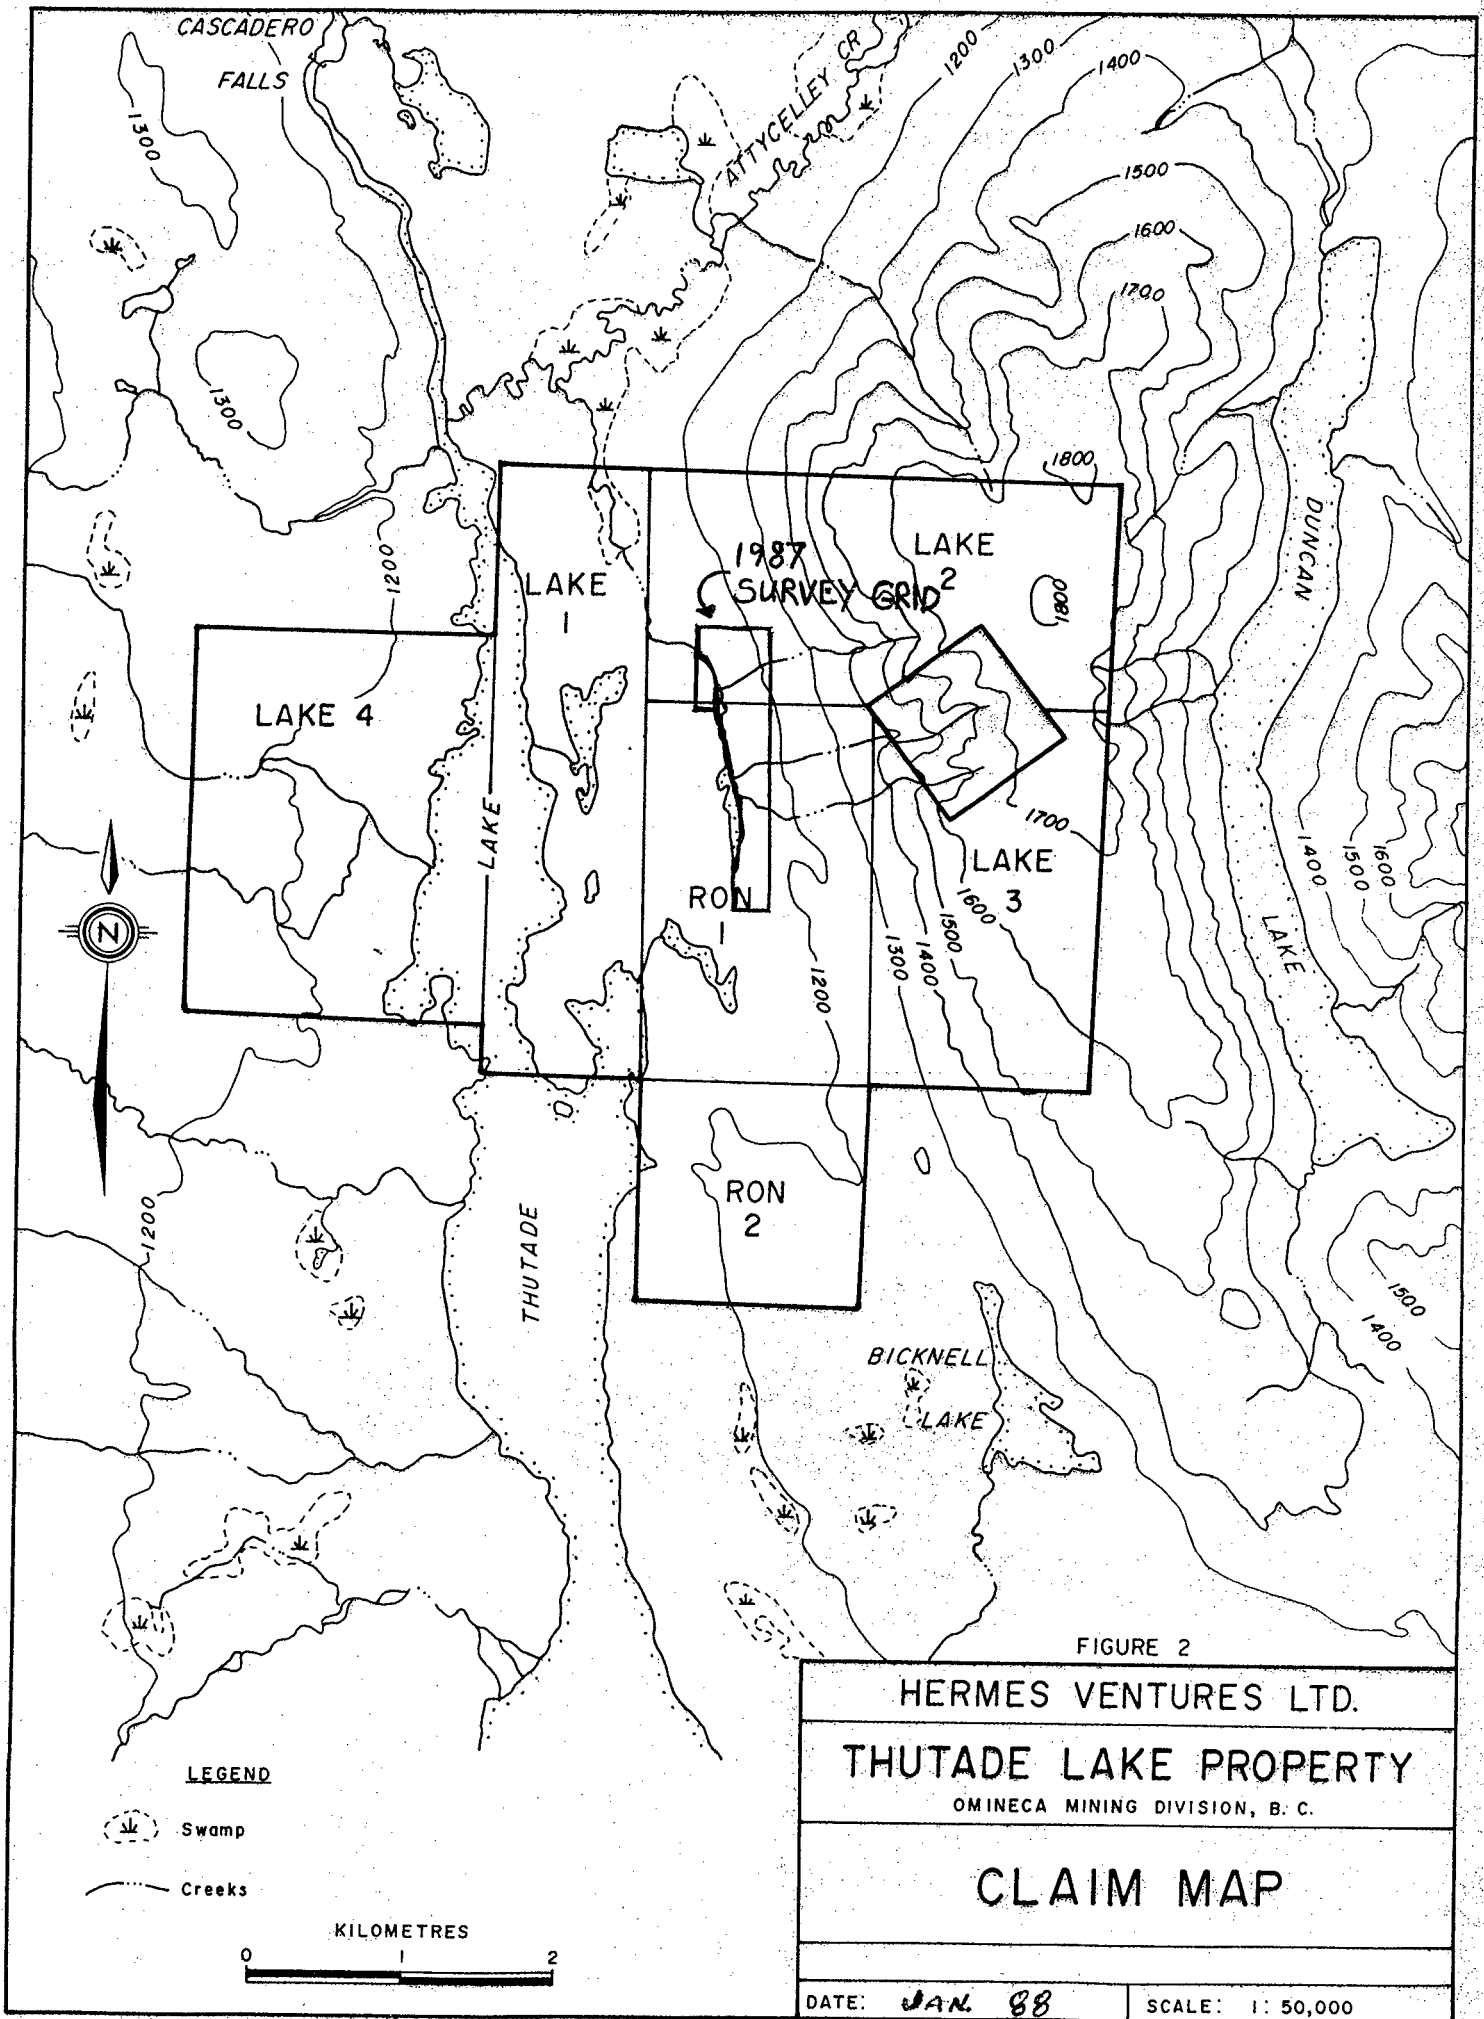 CASCADERO
FALLS
ATTYCELLEY CR
1200
1300
1400
1500
1600
1700
1800
1300
1300
1200
LAKE
1
LAKE
2
1987
SURVEY GRID
1800
DUNCAN
LAKE
LAKE 4
LAKE
RON
1
LAKE
3
1700
1600
1500
1400
1300
1200
1400
1500
1600
N
RON
2
THUTADE
1200
1500
1400
BICKNELL
LAKE
FIGURE 2
HERMES VENTURES LTD.
THUTADE LAKE PROPERTY
OMINECA MINING DIVISION, B. C.
CLAIM MAP
DATE: JAN. 88
SCALE: 1:50,000
LEGEND
Swamp
Creeks
KILOMETRES
0 1 2